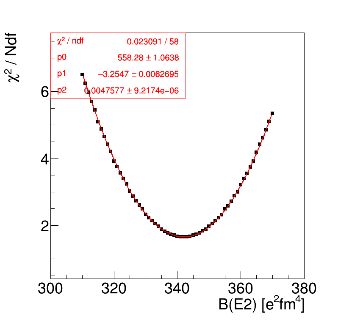 χ² / ndf 0.023091 / 58
p0 558.28 ± 1.0638
p1 −3.2547 ± 0.0062695
p2 0.0047577 ± 9.2174e−06
χ² / Ndf
6
4
2
300 320 340 360 380
B(E2) [e²fm⁴]